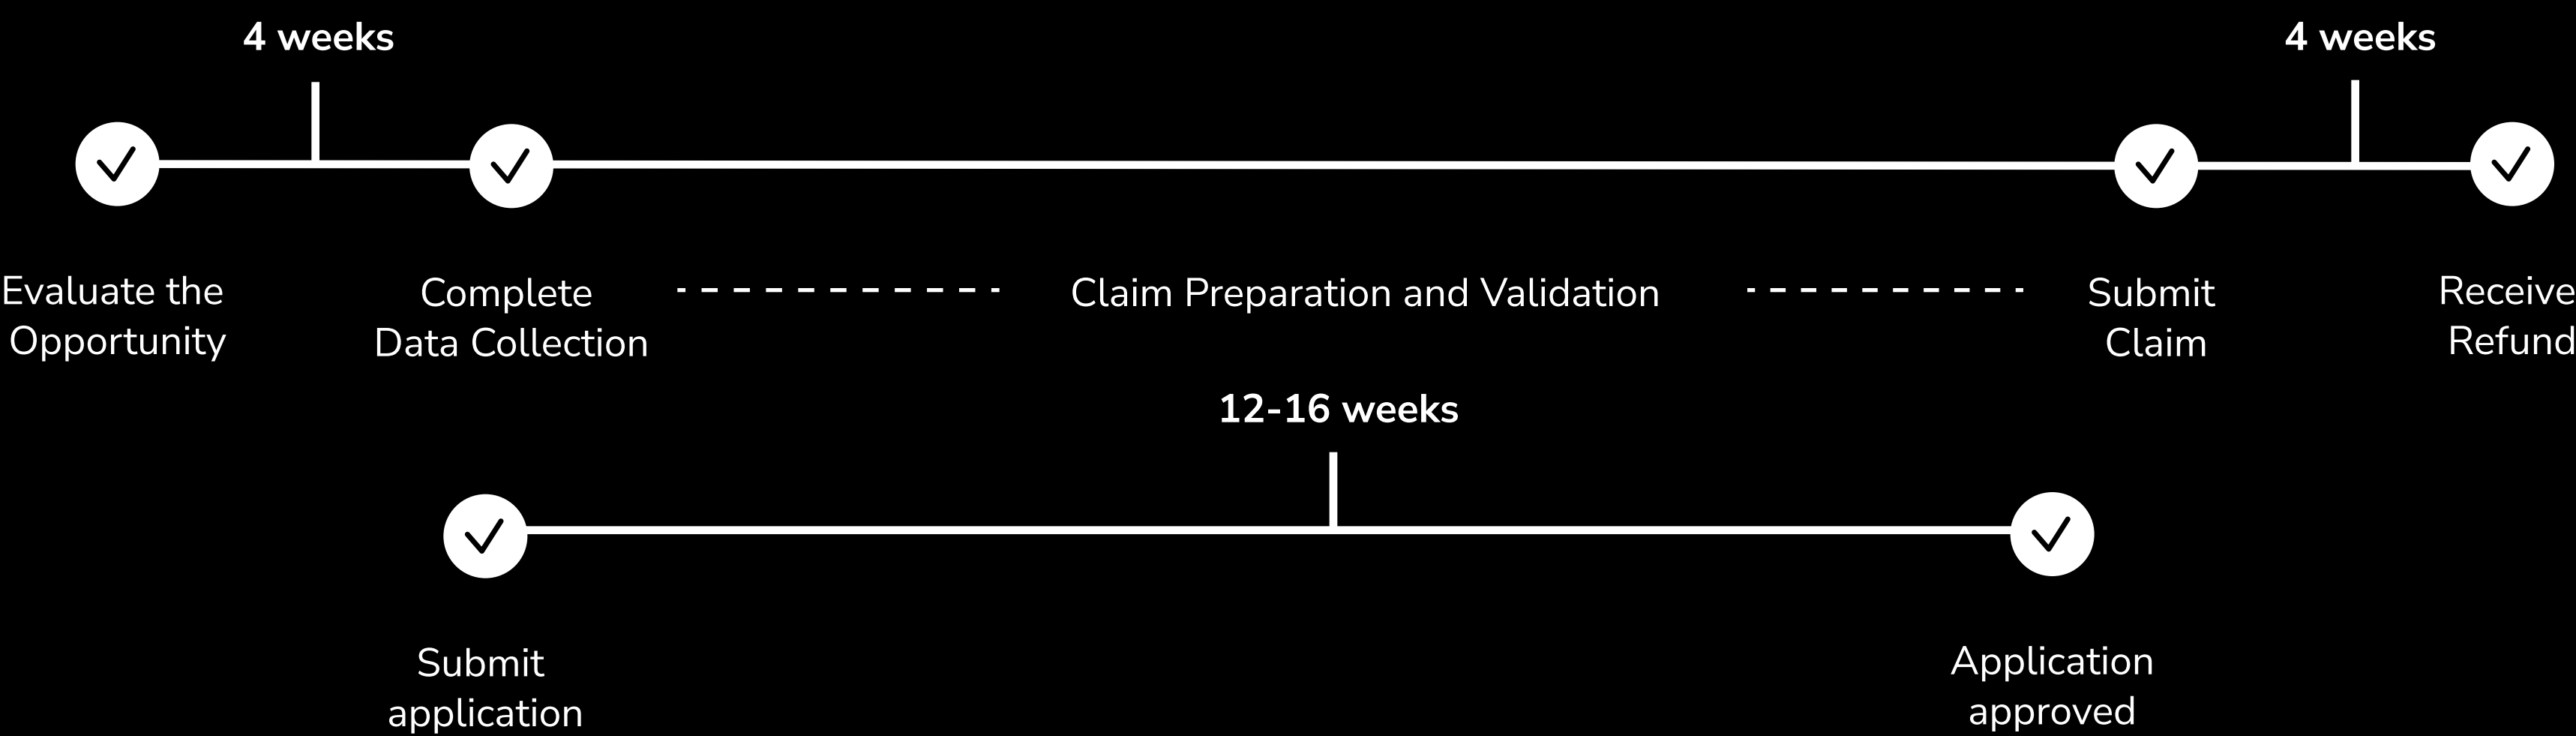 4 weeks
4 weeks
Evaluate the
Opportunity
Complete
Data Collection
Claim Preparation and Validation
Submit
Claim
Receive
Refund
12-16 weeks
Submit
application
Application
approved